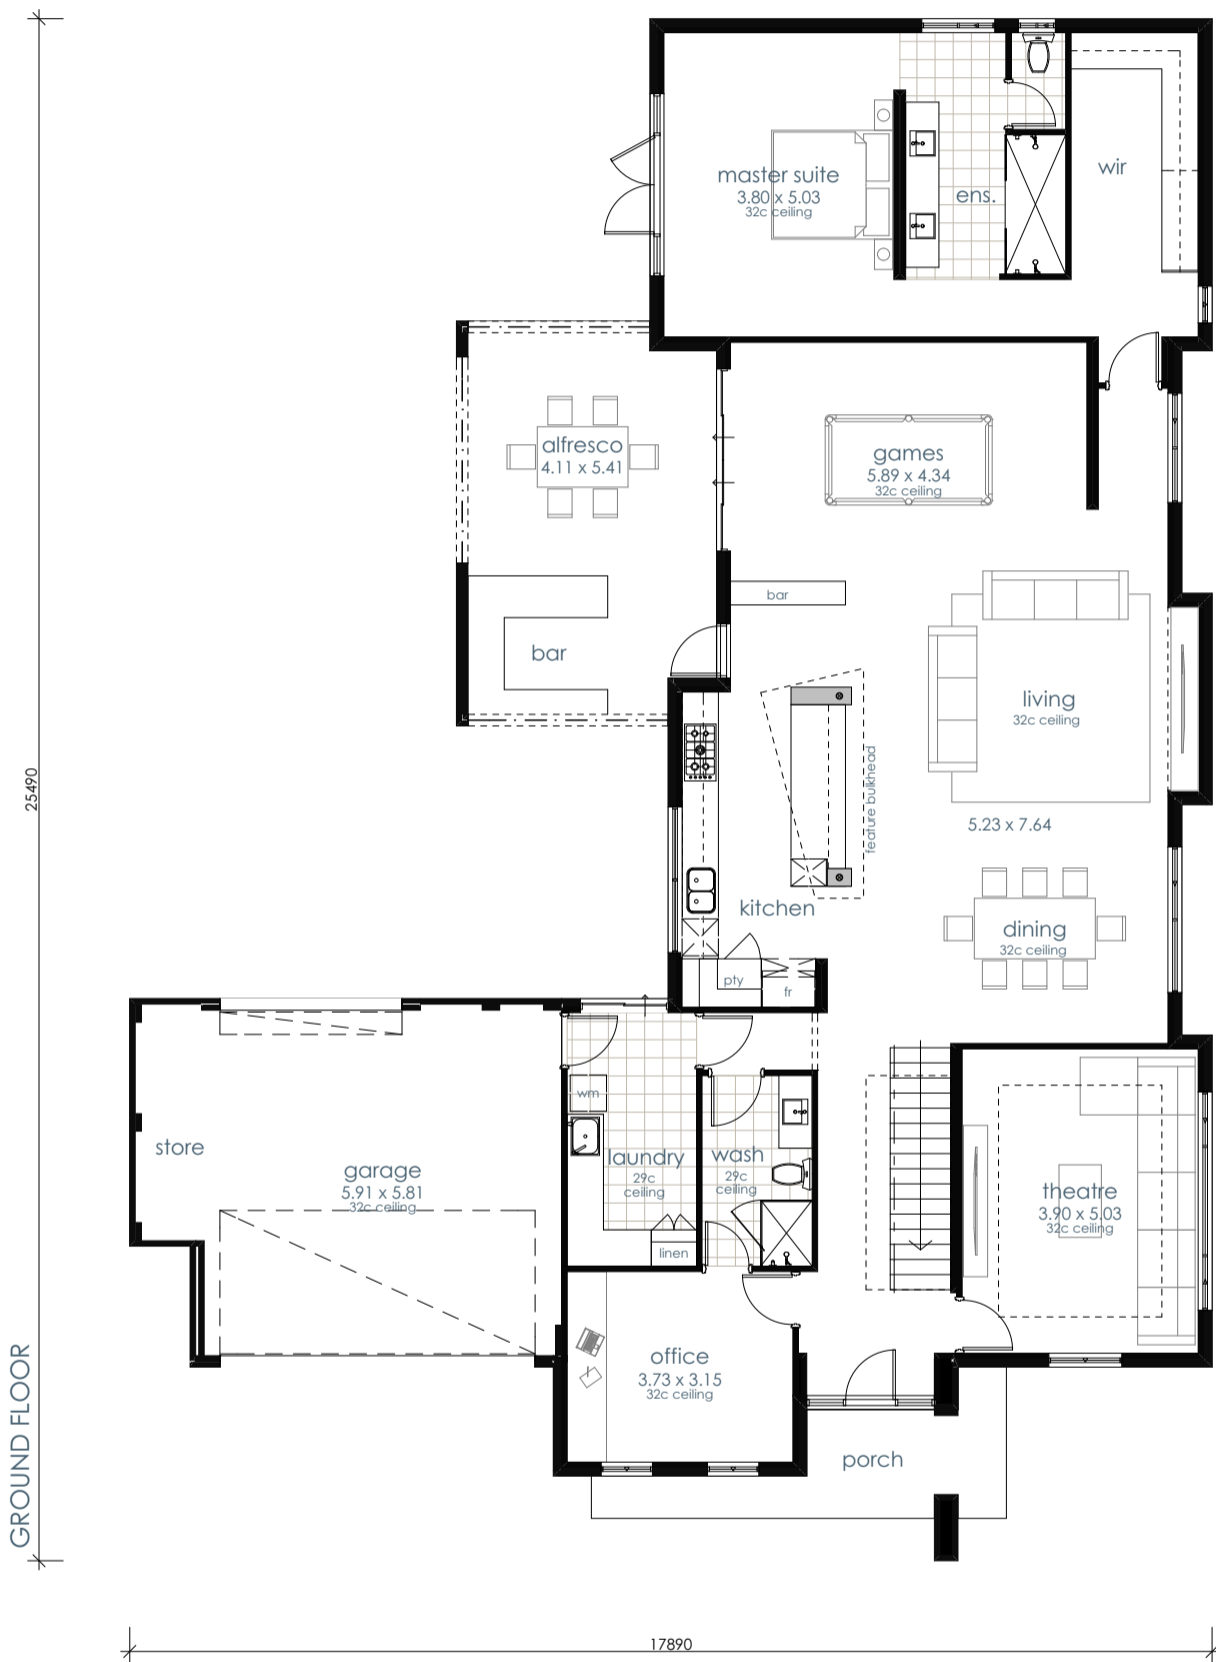 master suite
3.80 x 5.03
32c ceiling
ens.
wir
alfresco
4.11 x 5.41
games
5.89 x 4.34
32c ceiling
bar
bar
living
32c ceiling
feature bulkhead
5.23 x 7.64
kitchen
dining
32c ceiling
pty
fr
25490
store
garage
5.91 x 5.81
32c ceiling
wm
laundry
29c
ceiling
wash
29c
ceiling
linen
theatre
3.90 x 5.03
32c ceiling
office
3.73 x 3.15
32c ceiling
porch
GROUND FLOOR
17890